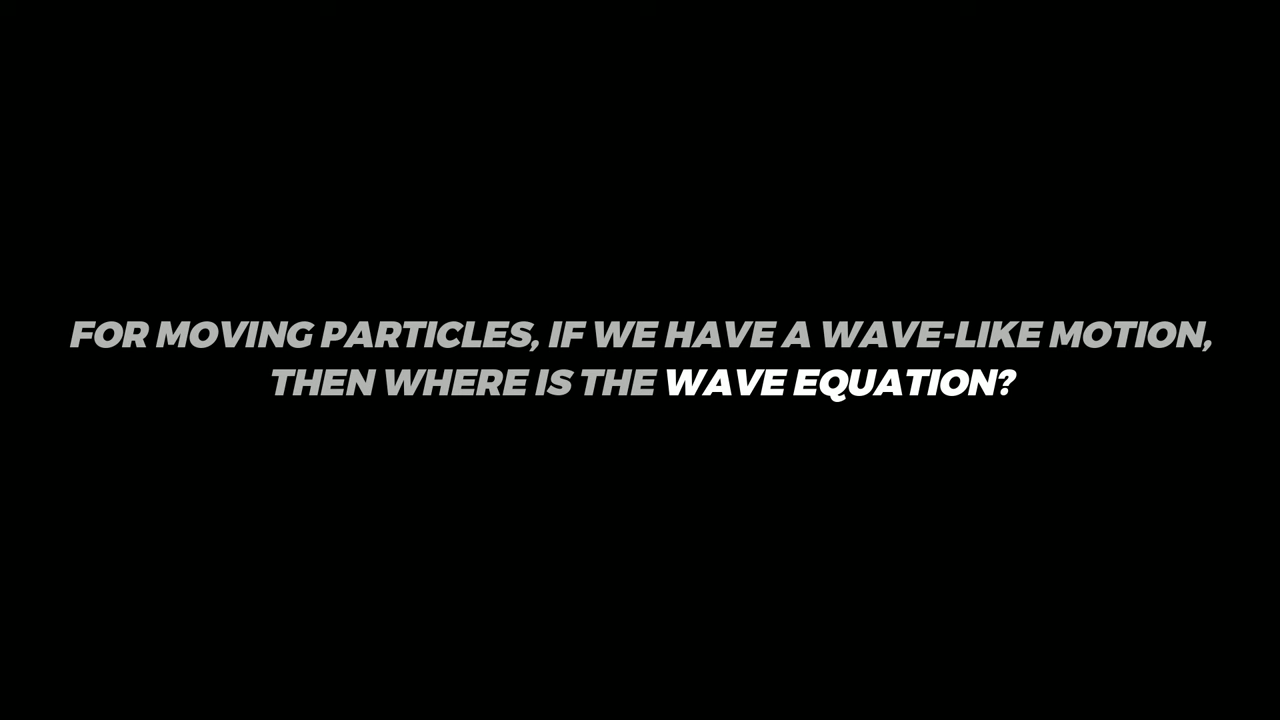 FOR MOVING PARTICLES, IF WE HAVE A WAVE-LIKE MOTION,
THEN WHERE IS THE WAVE EQUATION?